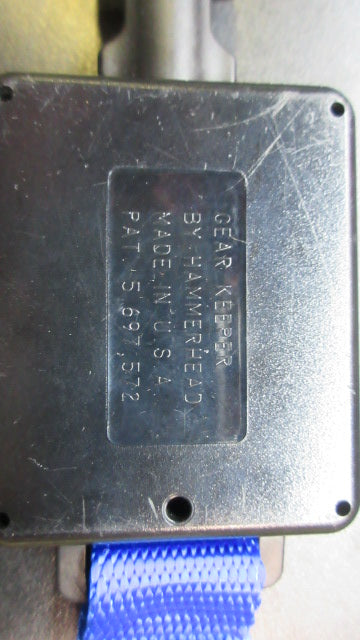 GEAR KEEPER
BY HAMMERHEAD
MADE IN U.S.A.
PAT. 5,697,572